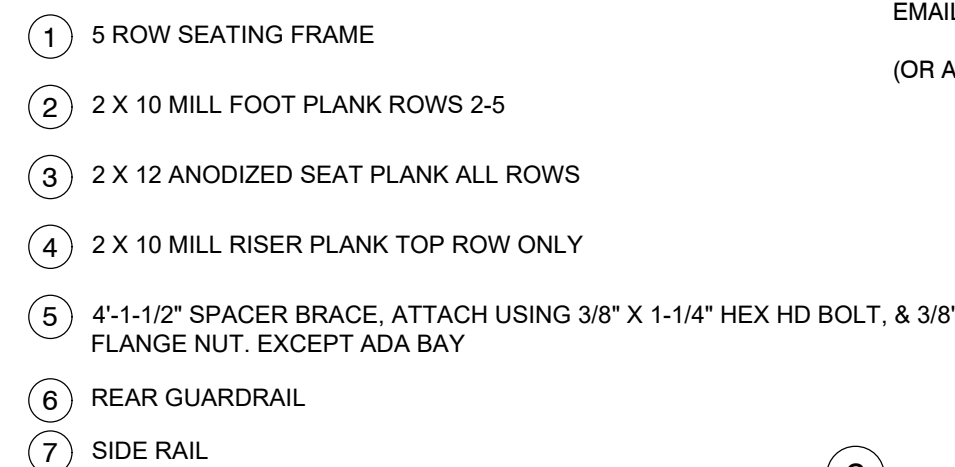 EMAIL
1 5 ROW SEATING FRAME
(OR A
2 2 X 10 MILL FOOT PLANK ROWS 2-5
3 2 X 12 ANODIZED SEAT PLANK ALL ROWS
4 2 X 10 MILL RISER PLANK TOP ROW ONLY
5 4'-1-1/2" SPACER BRACE, ATTACH USING 3/8" X 1-1/4" HEX HD BOLT, & 3/8"
FLANGE NUT. EXCEPT ADA BAY
6 REAR GUARDRAIL
7 SIDE RAIL